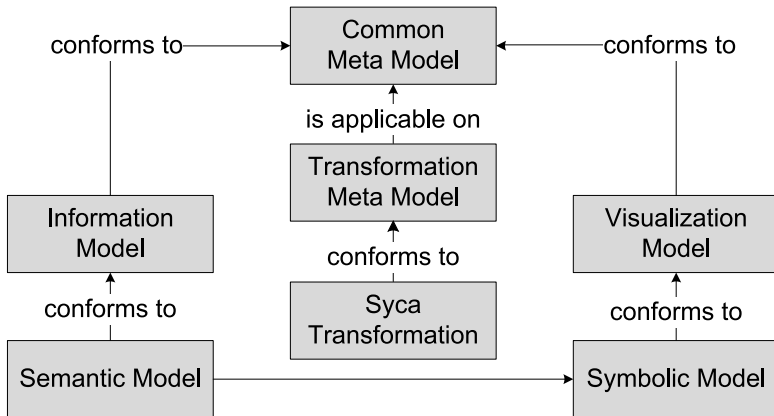 conforms to
Common
Meta Model
conforms to
is applicable on
Transformation
Meta Model
Information
Model
Visualization
Model
conforms to
conforms to
conforms to
Syca
Transformation
Semantic Model
Symbolic Model